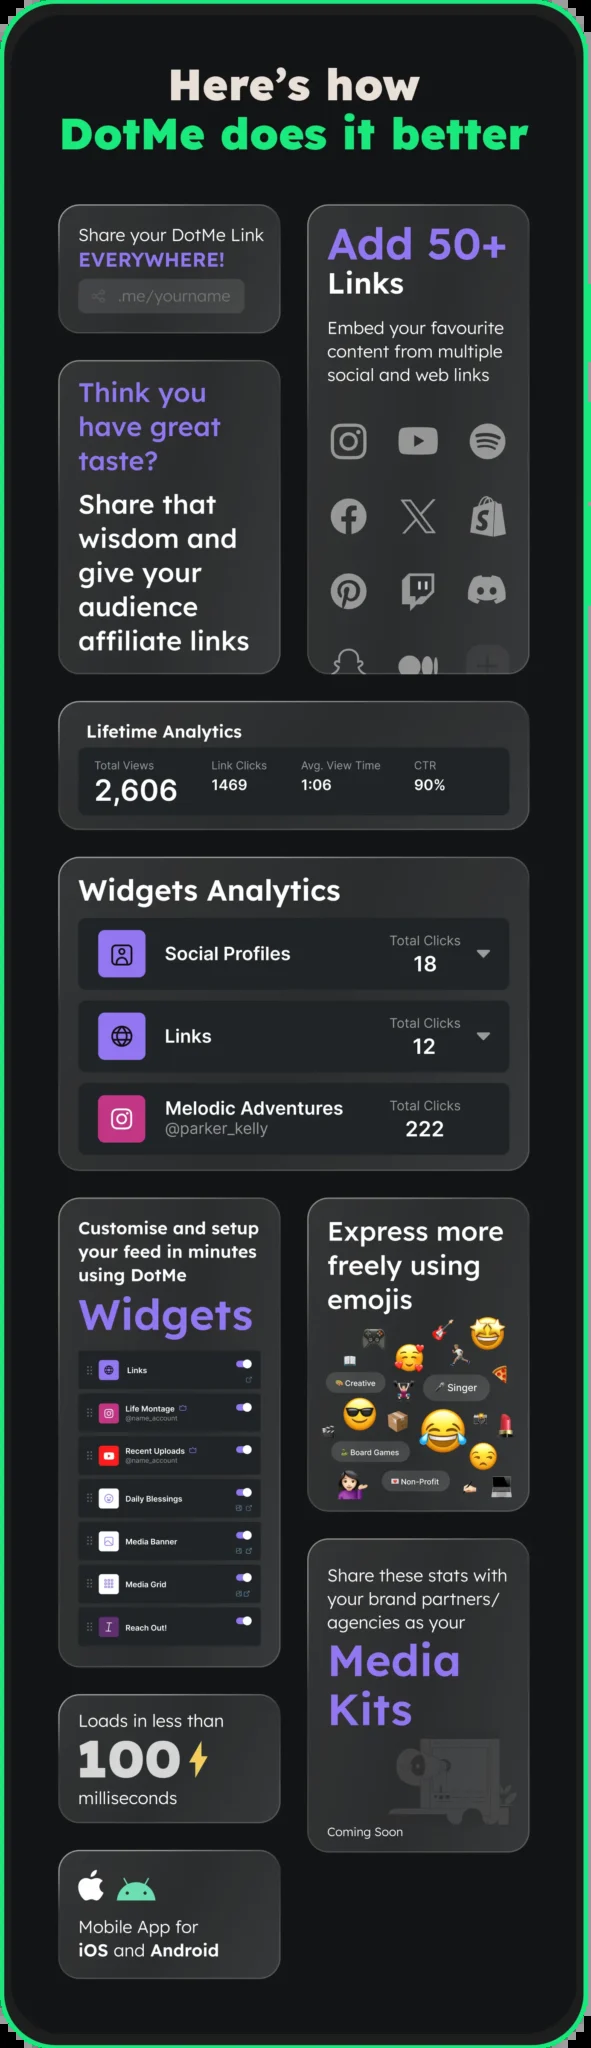 Here's how
DotMe does it better
Share your DotMe Link
EVERYWHERE!
.me/yourname
Think you
have great
taste?
Share that
wisdom and
give your
audience
affiliate links
Add 50+
Links
Embed your favourite
content from multiple
social and web links
Lifetime Analytics
Total Views
2,606
Link Clicks
1469
Avg. View Time
1:06
CTR
90%
Widgets Analytics
Social Profiles
Total Clicks
18
Links
Total Clicks
12
Melodic Adventures
@parker_kelly
Total Clicks
222
Customise and setup
your feed in minutes
using DotMe
Widgets
Links
Life Montage
@name_account
Recent Uploads
@name_account
Daily Blessings
Media Banner
Media Grid
Reach Out!
Express more
freely using
emojis
Creative
Singer
Board Games
Non-Profit
Share these stats with
your brand partners/
agencies as your
Media
Kits
Coming Soon
Loads in less than
100
milliseconds
Mobile App for
iOS and Android